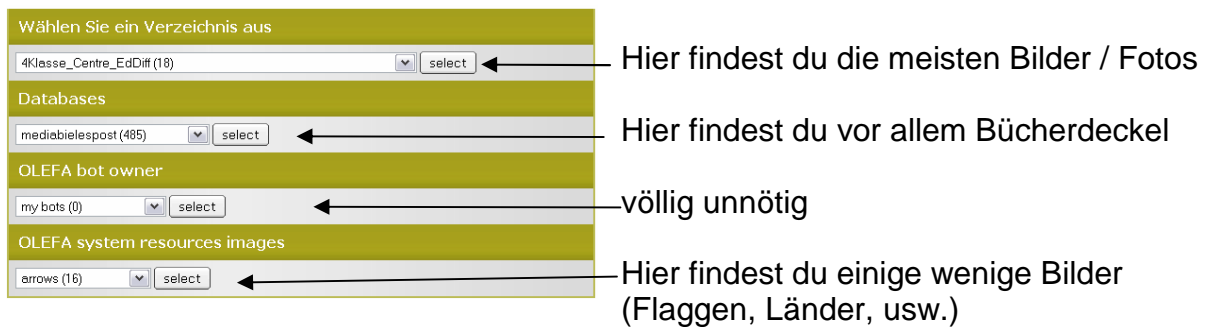 Wählen Sie ein Verzeichnis aus
4Klasse_Centre_EdDiff (18) select
Hier findest du die meisten Bilder / Fotos
Databases
mediabielespost (485) select
Hier findest du vor allem Bücherdeckel
OLEFA bot owner
my bots (0) select
völlig unnötig
OLEFA system resources images
arrows (16) select
Hier findest du einige wenige Bilder
(Flaggen, Länder, usw.)